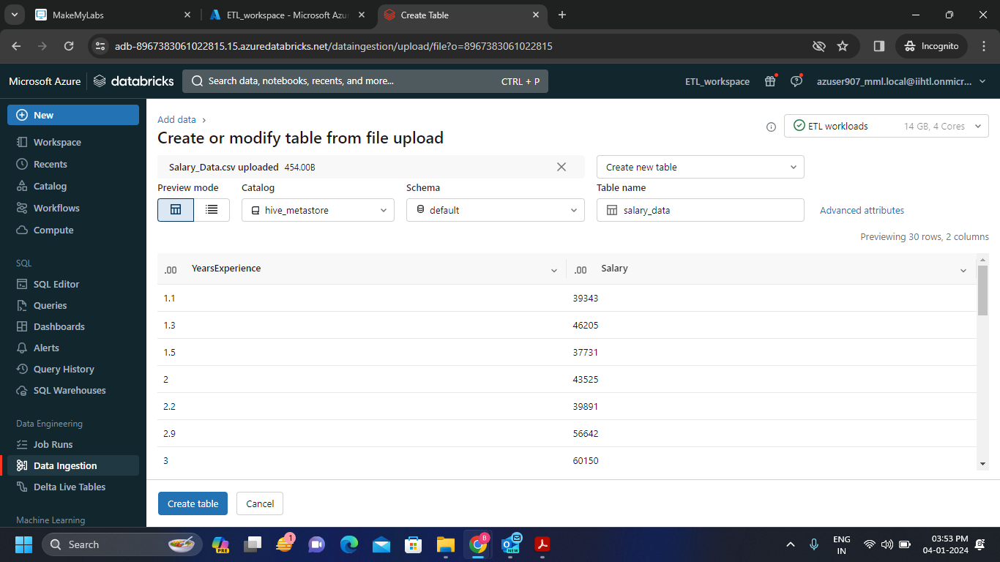 MakeMyLabs
ETL_workspace - Microsoft Azu
Create Table
adb-8967383061022815.15.azuredatabricks.net/dataingestion/upload/file?o=8967383061022815
Incognito
Microsoft Azure
databricks
Search data, notebooks, recents, and more...
CTRL + P
ETL_workspace
azuser907_mml.local@iihtl.onmicr...
New
Workspace
Recents
Catalog
Workflows
Compute
SQL
SQL Editor
Queries
Dashboards
Alerts
Query History
SQL Warehouses
Data Engineering
Job Runs
Data Ingestion
Delta Live Tables
Machine Learning
Add data >
Create or modify table from file upload
ETL workloads 14 GB, 4 Cores
Salary_Data.csv uploaded 454.00B
Create new table
Preview mode Catalog Schema Table name
hive_metastore default salary_data Advanced attributes
Previewing 30 rows, 2 columns
.00 YearsExperience .00 Salary
1.1 39343
1.3 46205
1.5 37731
2 43525
2.2 39891
2.9 56642
3 60150
Create table Cancel
Search
PRE
1
8
NEW
ENG
IN
03:53 PM
04-01-2024